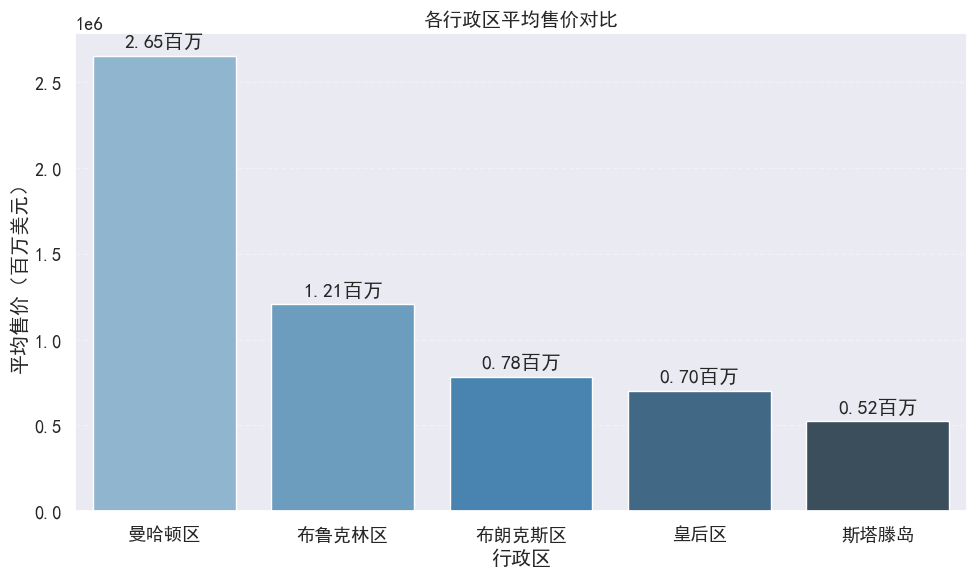 各行政区平均售价对比
1e6
2.65百万
1.21百万
0.78百万
0.70百万
0.52百万
平均售价（百万美元）
2.5
2.0
1.5
1.0
0.5
0.0
曼哈顿区
布鲁克林区
布朗克斯区
皇后区
斯塔滕岛
行政区